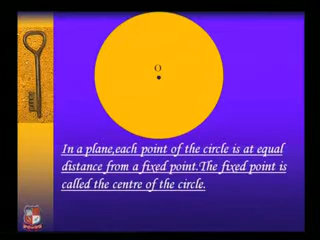 O
In a plane,each point of the circle is at equal
distance from a fixed point.The fixed point is
called the centre of the circle.